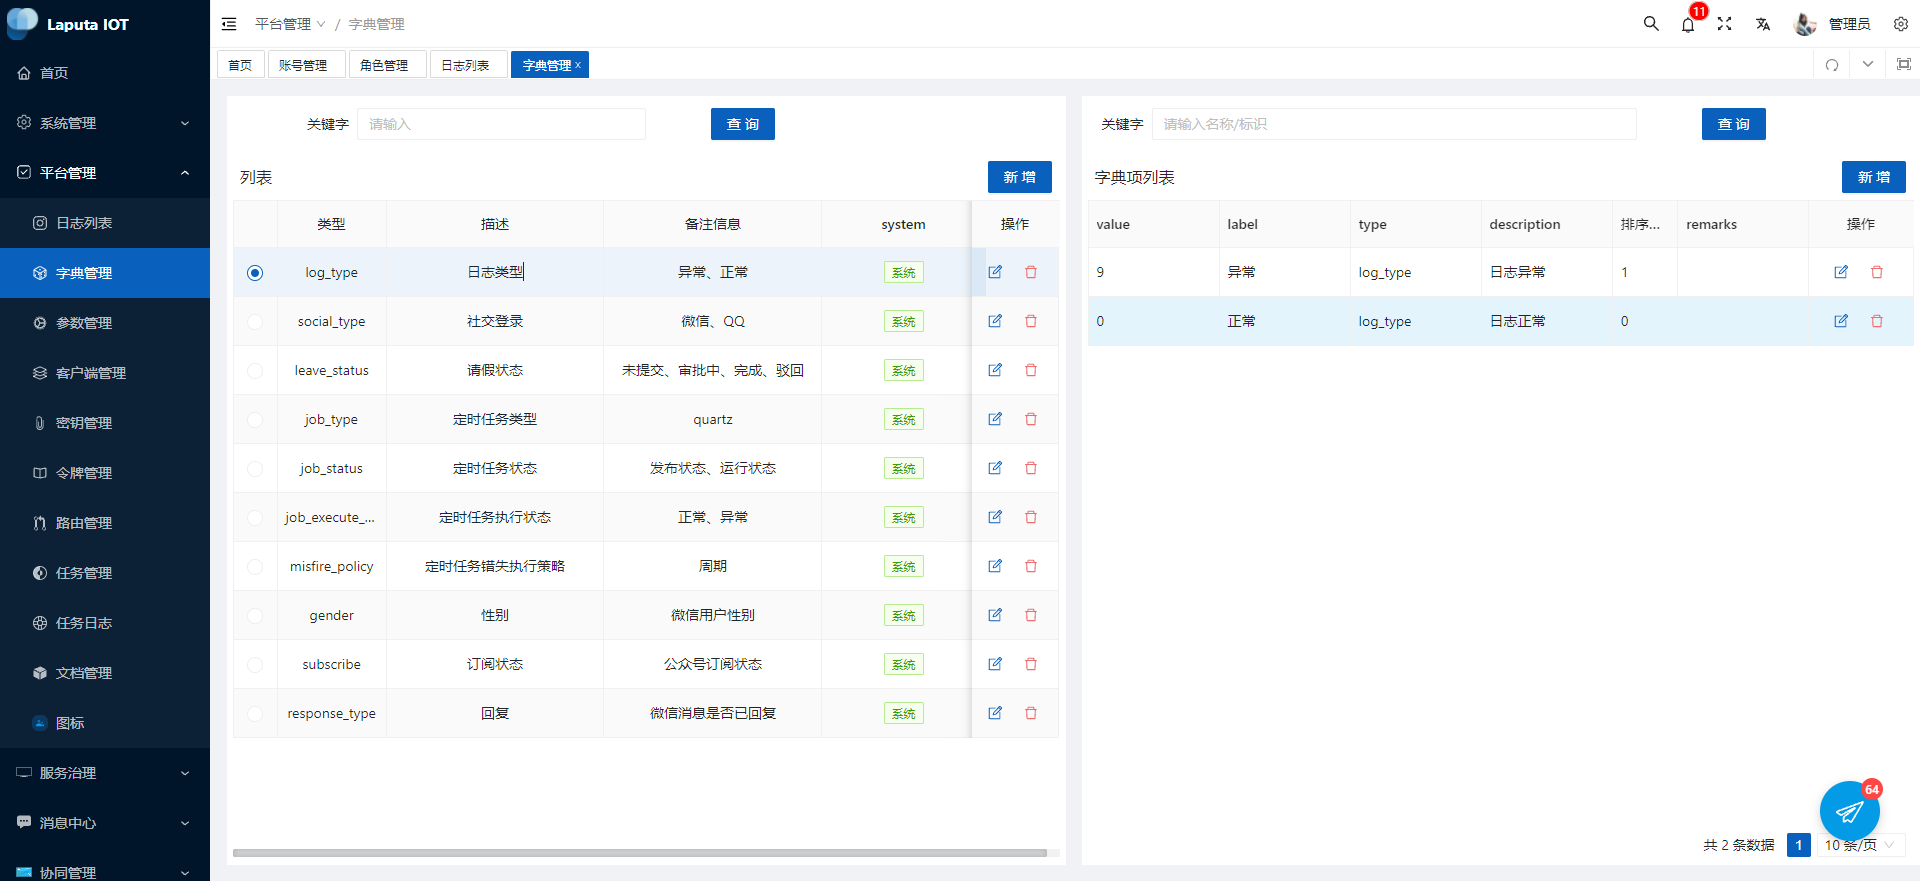 Laputa IOT
首页
系统管理
平台管理
日志列表
字典管理
参数管理
客户端管理
密钥管理
令牌管理
路由管理
任务管理
任务日志
文档管理
图标
服务治理
消息中心
协同管理
平台管理 / 字典管理
11
管理员
首页 账号管理 角色管理 日志列表 字典管理 x
关键字 请输入 查 询
列表 新 增
类型 描述 备注信息 system 操作
log_type 日志类型 异常、正常 系统
social_type 社交登录 微信、QQ 系统
leave_status 请假状态 未提交、审批中、完成、驳回 系统
job_type 定时任务类型 quartz 系统
job_status 定时任务状态 发布状态、运行状态 系统
job_execute_... 定时任务执行状态 正常、异常 系统
misfire_policy 定时任务错失执行策略 周期 系统
gender 性别 微信用户性别 系统
subscribe 订阅状态 公众号订阅状态 系统
response_type 回复 微信消息是否已回复 系统
关键字 请输入名称/标识 查 询
字典项列表 新 增
value label type description 排序... remarks 操作
9 异常 log_type 日志异常 1
0 正常 log_type 日志正常 0
64
共 2 条数据 1 10 条/页